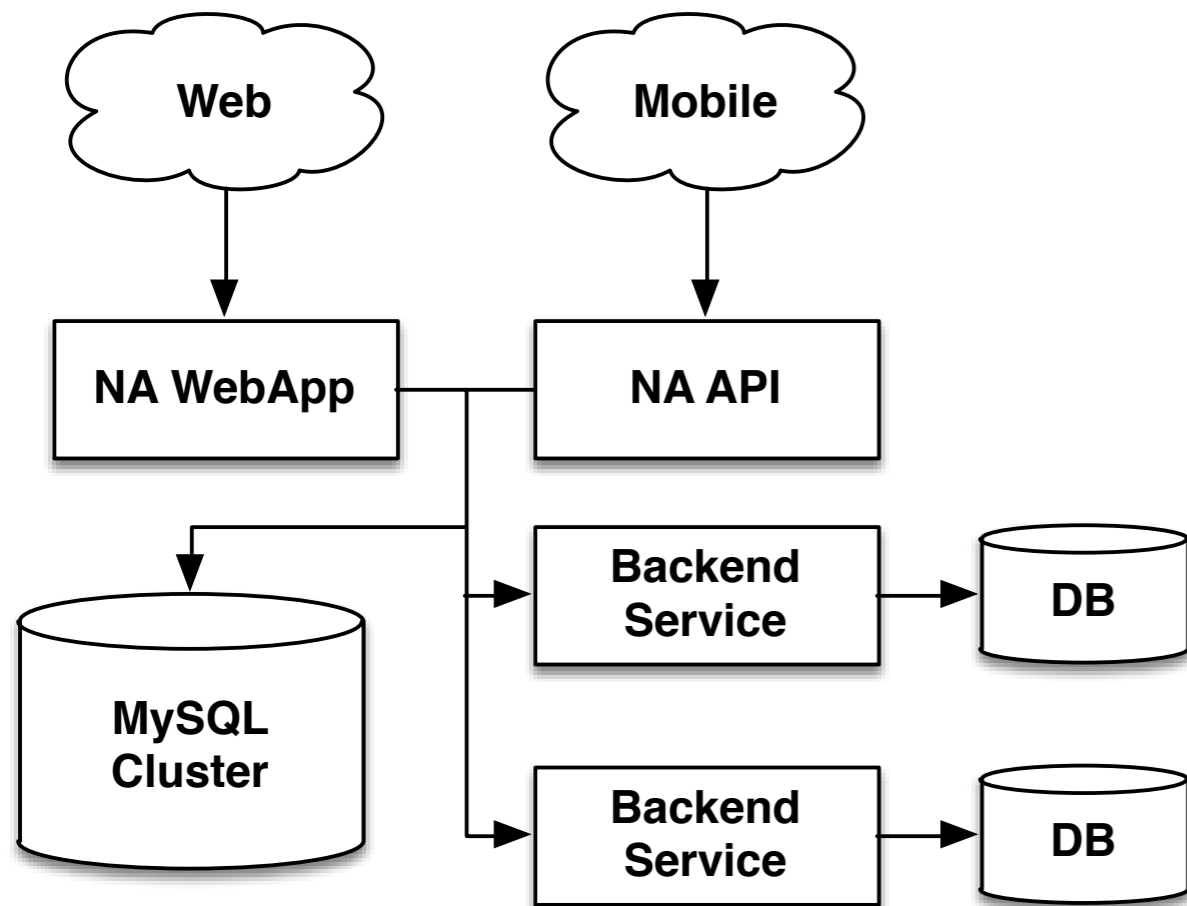 Web
Mobile
NA WebApp
NA API
Backend
Service
DB
MySQL
Cluster
Backend
Service
DB